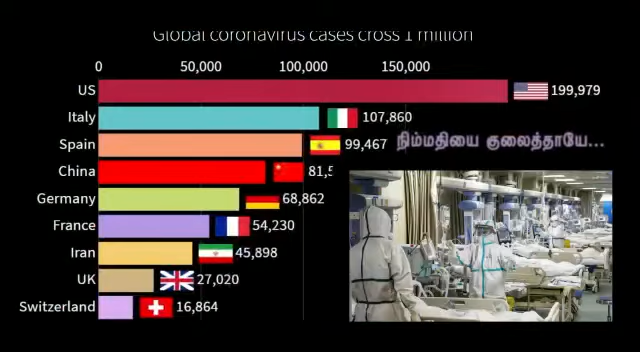 Global coronavirus cases cross 1 million
0 50,000 100,000 150,000
US 199,979
Italy 107,860
Spain 99,467
நிம்மதியை குலைத்தாயே...
China 81,5
Germany 68,862
France 54,230
Iran 45,898
UK 27,020
Switzerland 16,864